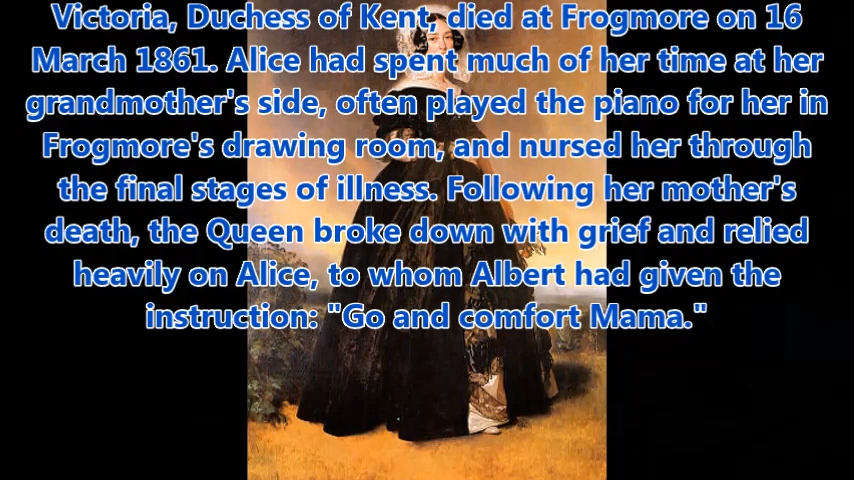 Victoria, Duchess of Kent, died at Frogmore on 16
March 1861. Alice had spent much of her time at her
grandmother's side, often played the piano for her in
Frogmore's drawing room, and nursed her through
the final stages of illness. Following her mother's
death, the Queen broke down with grief and relied
heavily on Alice, to whom Albert had given the
instruction: "Go and comfort Mama."